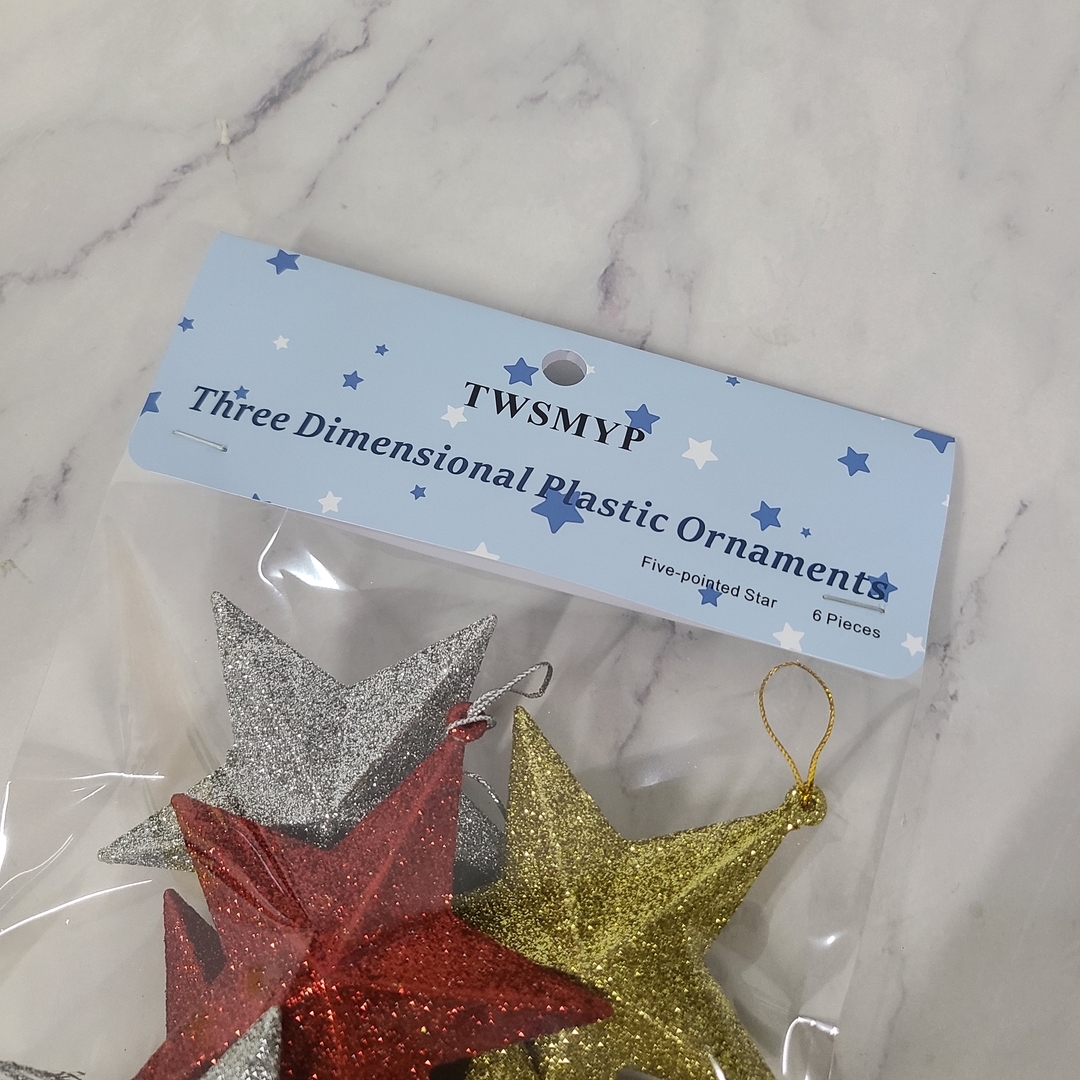 TWSMYP
Three Dimensional Plastic Ornaments
Five-pointed Star
6 Pieces